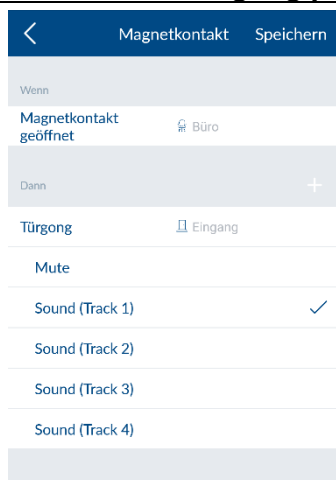 Magnetkontakt Speichern
Wenn
Magnetkontakt
geöffnet
Büro
Dann
Türgong Eingang
Mute
Sound (Track 1)
Sound (Track 2)
Sound (Track 3)
Sound (Track 4)